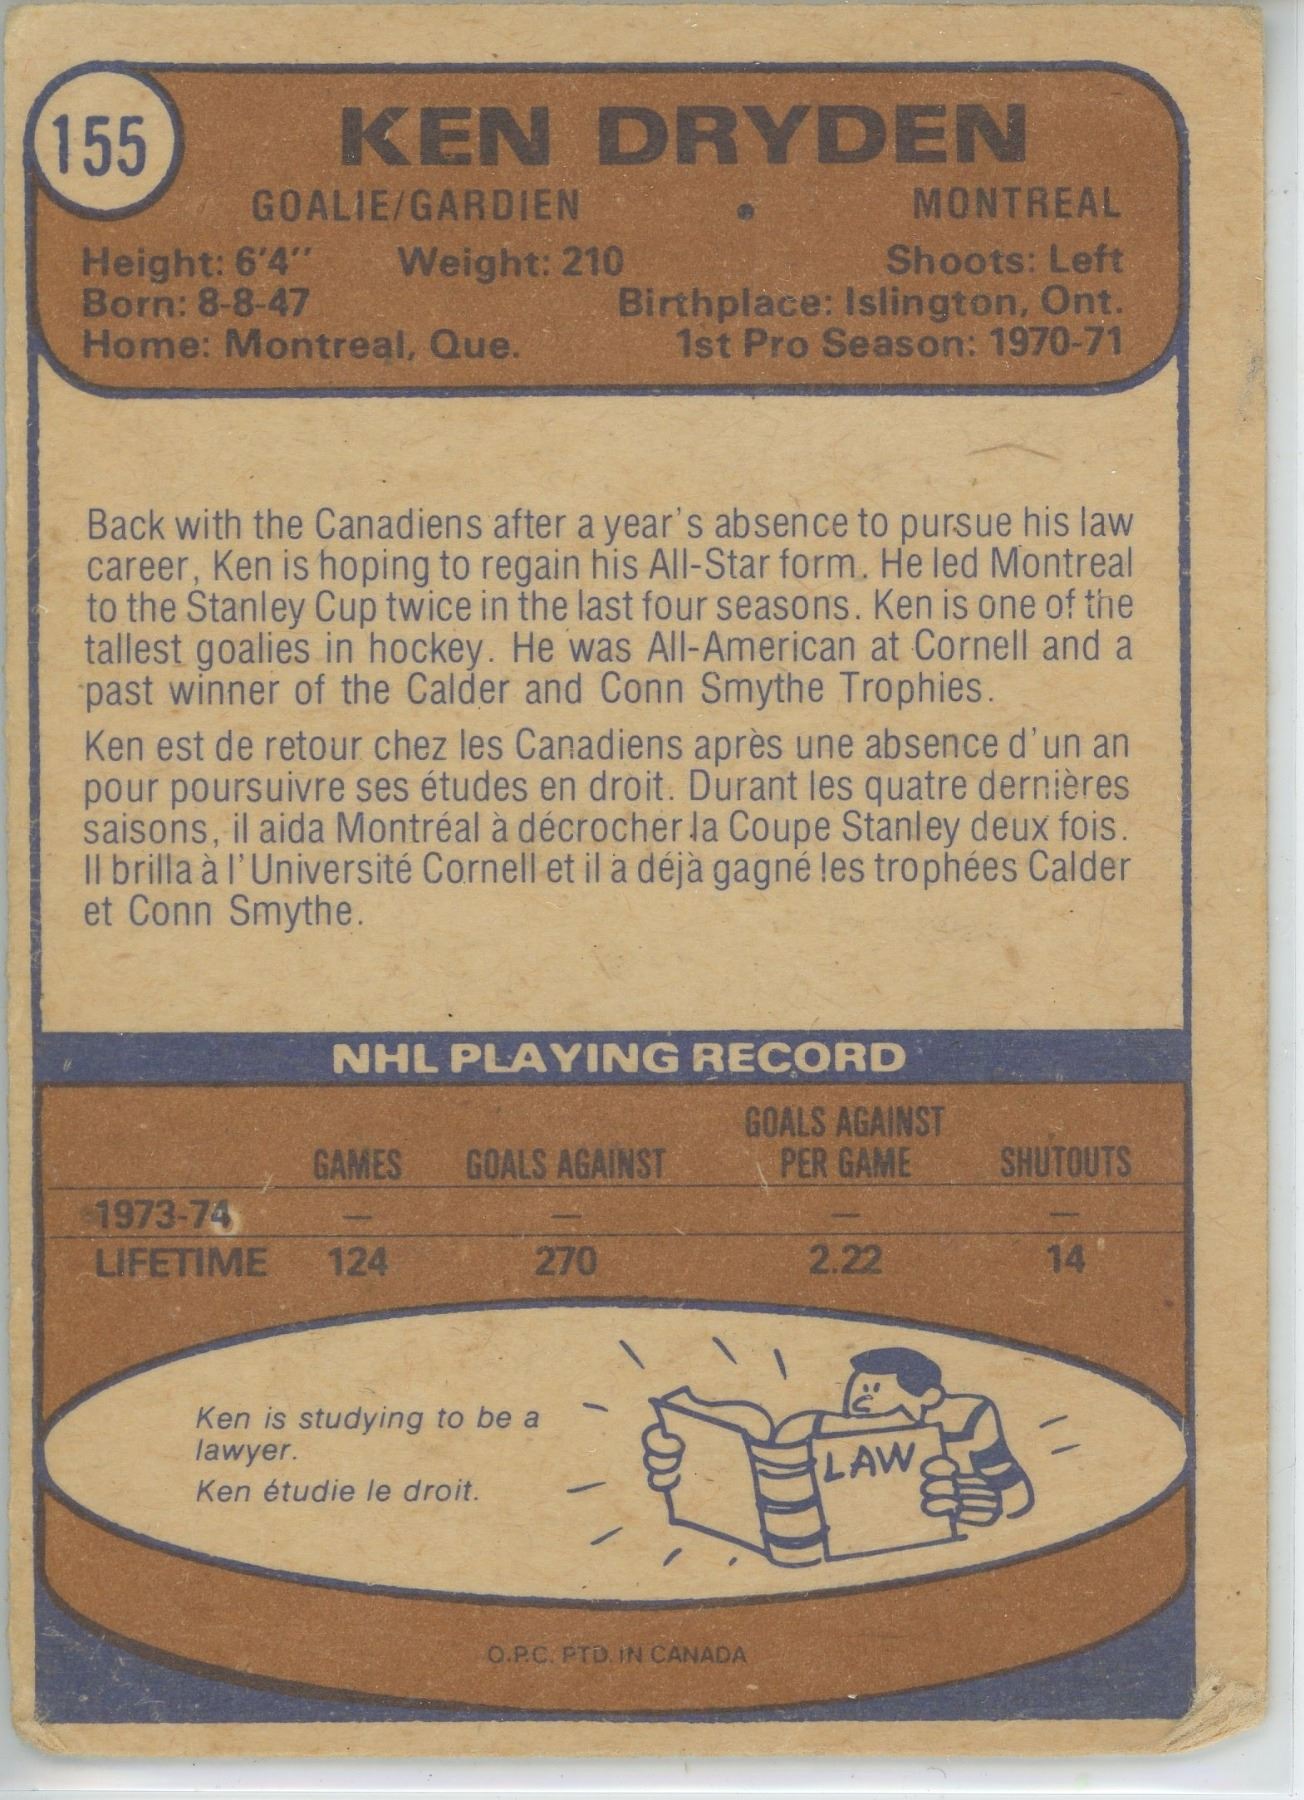 155
KEN DRYDEN
GOALIE/GARDIEN • MONTREAL
Height: 6'4'' Weight: 210 Shoots: Left
Born: 8-8-47 Birthplace: Islington, Ont.
Home: Montreal, Que. 1st Pro Season: 1970-71
Back with the Canadiens after a year's absence to pursue his law
career, Ken is hoping to regain his All-Star form. He led Montreal
to the Stanley Cup twice in the last four seasons. Ken is one of the
tallest goalies in hockey. He was All-American at Cornell and a
past winner of the Calder and Conn Smythe Trophies.
Ken est de retour chez les Canadiens après une absence d'un an
pour poursuivre ses études en droit. Durant les quatre dernières
saisons, il aida Montréal à décrocher la Coupe Stanley deux fois.
Il brilla à l'Université Cornell et il a déjà gagné les trophées Calder
et Conn Smythe.
NHL PLAYING RECORD
GAMES GOALS AGAINST GOALS AGAINST PER GAME SHUTOUTS
1973-74 — — — —
LIFETIME 124 270 2.22 14
Ken is studying to be a
lawyer.
Ken étudie le droit.
LAW
O.P.C. PTD. IN CANADA